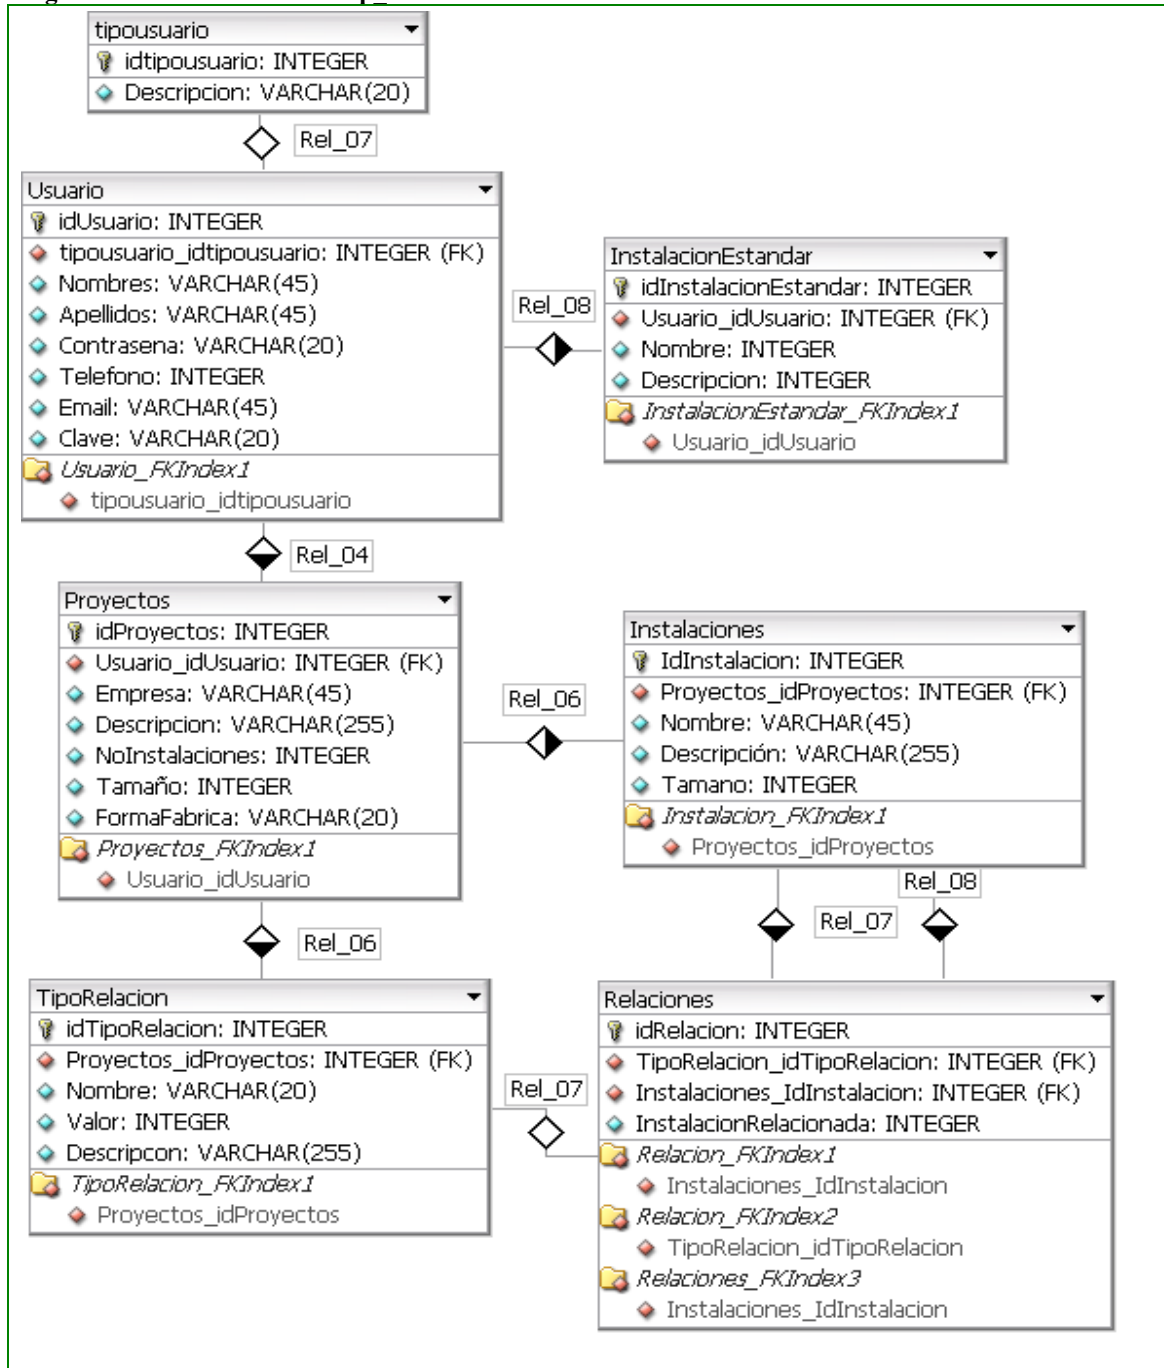 tipousuario
idtipousuario: INTEGER
Descripcion: VARCHAR(20)
Rel_07
Usuario
idUsuario: INTEGER
tipousuario_idtipousuario: INTEGER (FK)
Nombres: VARCHAR(45)
Apellidos: VARCHAR(45)
Contrasena: VARCHAR(20)
Telefono: INTEGER
Email: VARCHAR(45)
Clave: VARCHAR(20)
Usuario_FKIndex1
tipousuario_idtipousuario
Rel_08
InstalacionEstandar
idInstalacionEstandar: INTEGER
Usuario_idUsuario: INTEGER (FK)
Nombre: INTEGER
Descripcion: INTEGER
InstalacionEstandar_FKIndex1
Usuario_idUsuario
Rel_04
Proyectos
idProyectos: INTEGER
Usuario_idUsuario: INTEGER (FK)
Empresa: VARCHAR(45)
Descripcion: VARCHAR(255)
NoInstalaciones: INTEGER
Tamaño: INTEGER
FormaFabrica: VARCHAR(20)
Proyectos_FKIndex1
Usuario_idUsuario
Rel_06
Instalaciones
IdInstalacion: INTEGER
Proyectos_idProyectos: INTEGER (FK)
Nombre: VARCHAR(45)
Descripción: VARCHAR(255)
Tamano: INTEGER
Instalacion_FKIndex1
Proyectos_idProyectos
Rel_08
Rel_07
Rel_06
TipoRelacion
idTipoRelacion: INTEGER
Proyectos_idProyectos: INTEGER (FK)
Nombre: VARCHAR(20)
Valor: INTEGER
Descripcon: VARCHAR(255)
TipoRelacion_FKIndex1
Proyectos_idProyectos
Rel_07
Relaciones
idRelacion: INTEGER
TipoRelacion_idTipoRelacion: INTEGER (FK)
Instalaciones_IdInstalacion: INTEGER (FK)
InstalacionRelacionada: INTEGER
Relacion_FKIndex1
Instalaciones_IdInstalacion
Relacion_FKIndex2
TipoRelacion_idTipoRelacion
Relaciones_FKIndex3
Instalaciones_IdInstalacion